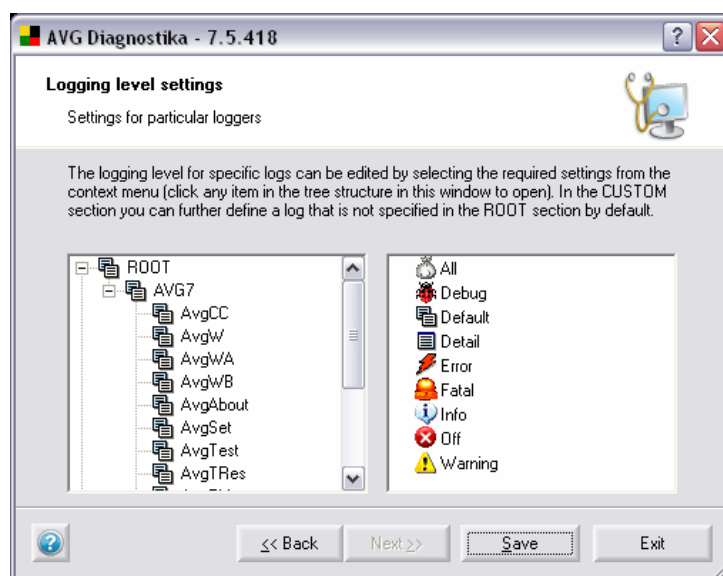 AVG Diagnostika - 7.5.418
Logging level settings
Settings for particular loggers
The logging level for specific logs can be edited by selecting the required settings from the
context menu (click any item in the tree structure in this window to open). In the CUSTOM
section you can further define a log that is not specified in the ROOT section by default.
ROOT
AVG7
AvgCC
AvgW
AvgWA
AvgWB
AvgAbout
AvgSet
AvgTest
AvgTRes
All
Debug
Default
Detail
Error
Fatal
Info
Off
Warning
<< Back
Next >>
Save
Exit